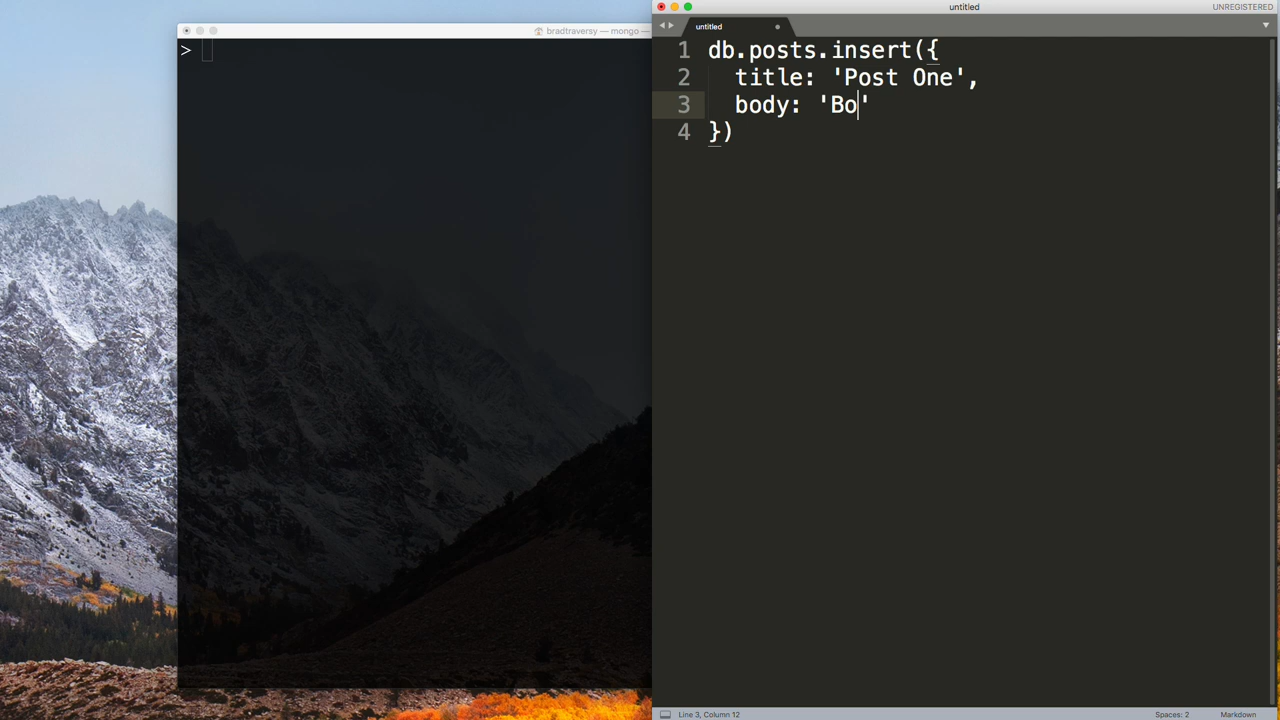 bradtraversy — mongo —
>
untitled
UNREGISTERED
untitled
1 db.posts.insert({
2 title: 'Post One',
3 body: 'Bo'
4 })
Line 3, Column 12
Spaces: 2
Markdown